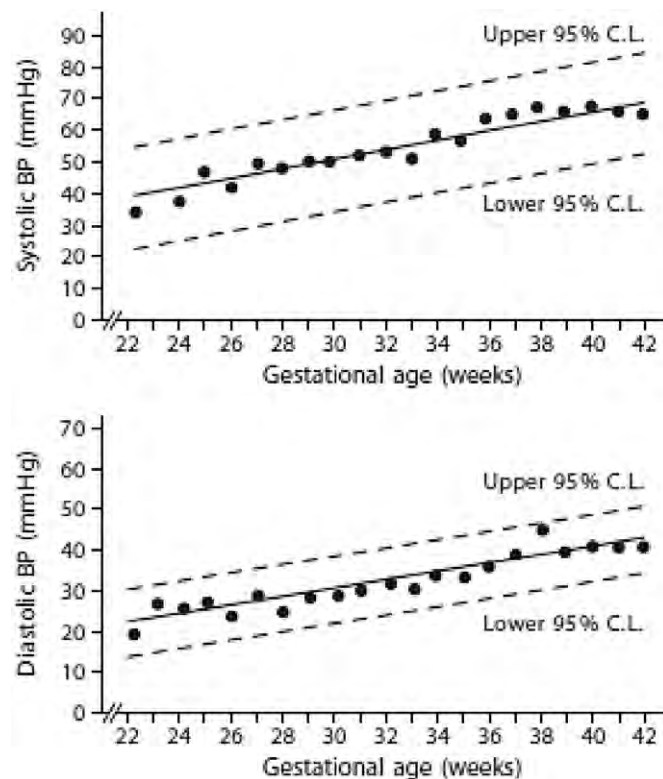 90
80
70
60
50
40
30
20
10
0
Systolic BP (mmHg)
Upper 95% C.L.
Lower 95% C.L.
22 24 26 28 30 32 34 36 38 40 42
Gestational age (weeks)
70
60
50
40
30
20
10
0
Diastolic BP (mmHg)
Upper 95% C.L.
Lower 95% C.L.
22 24 26 28 30 32 34 36 38 40 42
Gestational age (weeks)